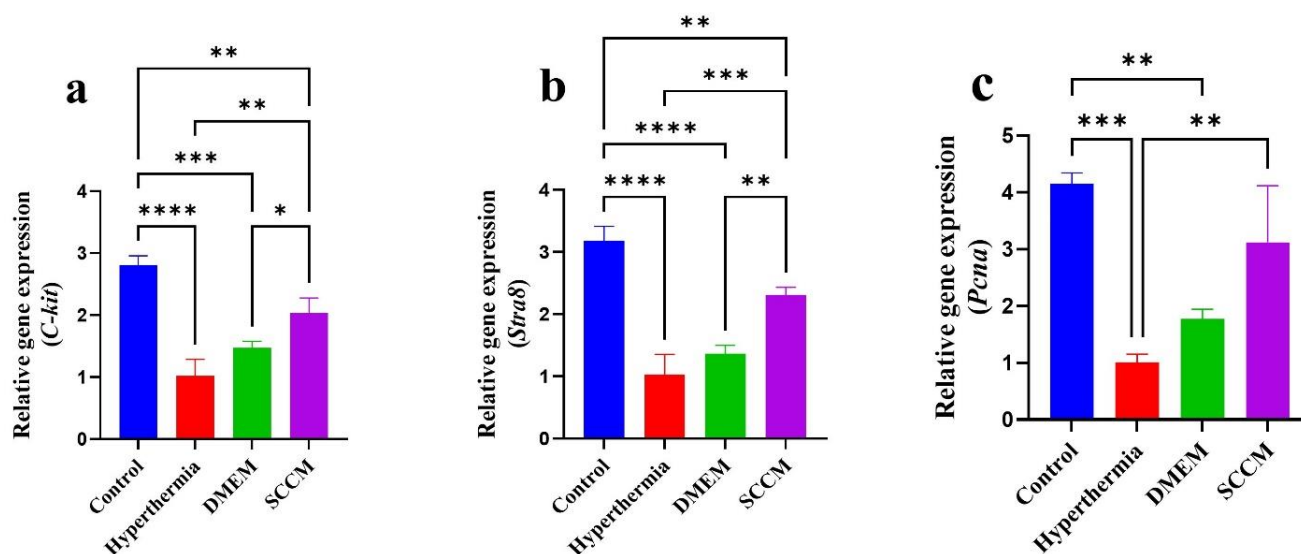 a
**
**
***
****
*
Relative gene expression
(C-kit)
4
3
2
1
0
Control
Hyperthermia
DMEM
SCCM
b
**
***
****
****
**
Relative gene expression
(Stra8)
4
3
2
1
0
Control
Hyperthermia
DMEM
SCCM
c
**
***
**
Relative gene expression
(Pcna)
5
4
3
2
1
0
Control
Hyperthermia
DMEM
SCCM